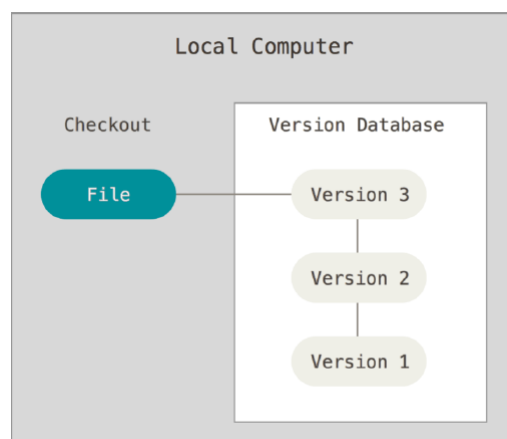 Local Computer
Checkout
Version Database
File
Version 3
Version 2
Version 1